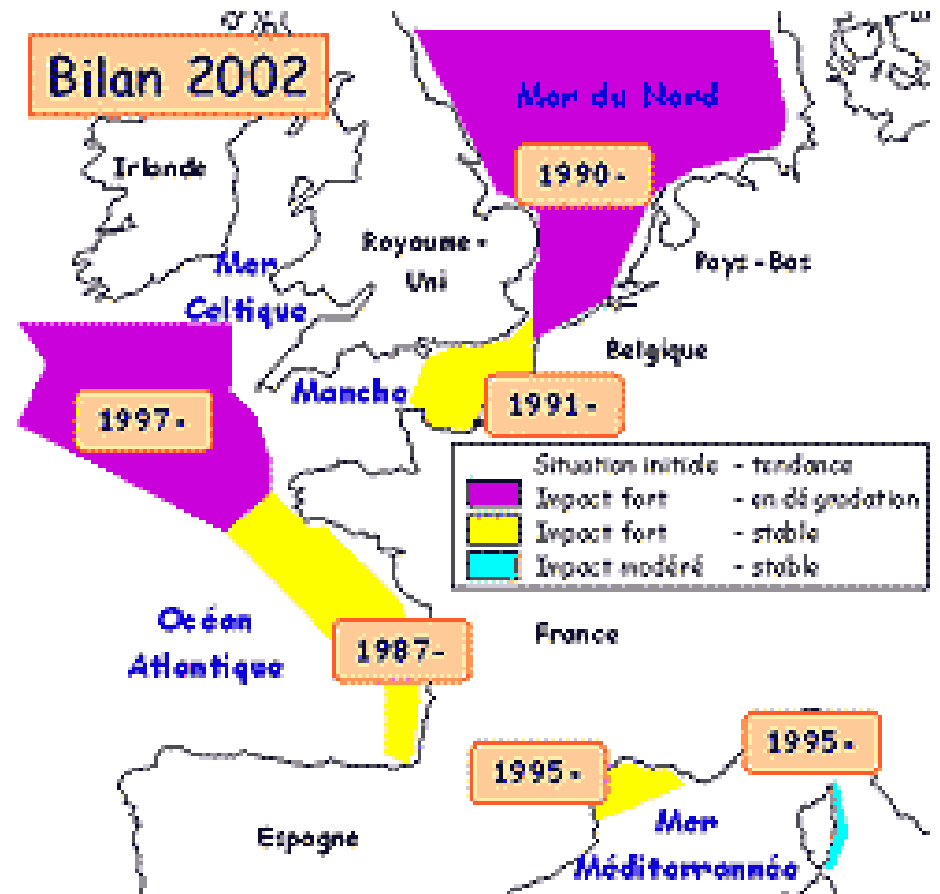 Bilan 2002
Mer du Nord
Irlande
1990-
Royaume-
Uni
Mer
Celtique
Pays-Bas
Belgique
Manche
1991-
1997-
Situation initiale - tendance
Impact fort - en dégradation
Impact fort - stable
Impact modéré - stable
Océan
Atlantique
1987-
France
1995-
1995-
Espagne
Mer
Méditerrannée